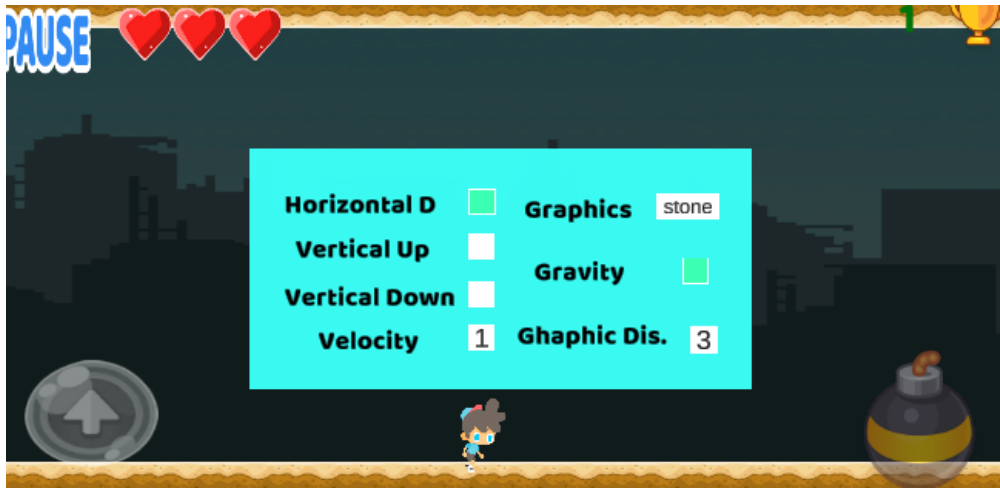 PAUSE
1
Horizontal D
Vertical Up
Vertical Down
Velocity 1
Graphics stone
Gravity
Ghaphic Dis. 3